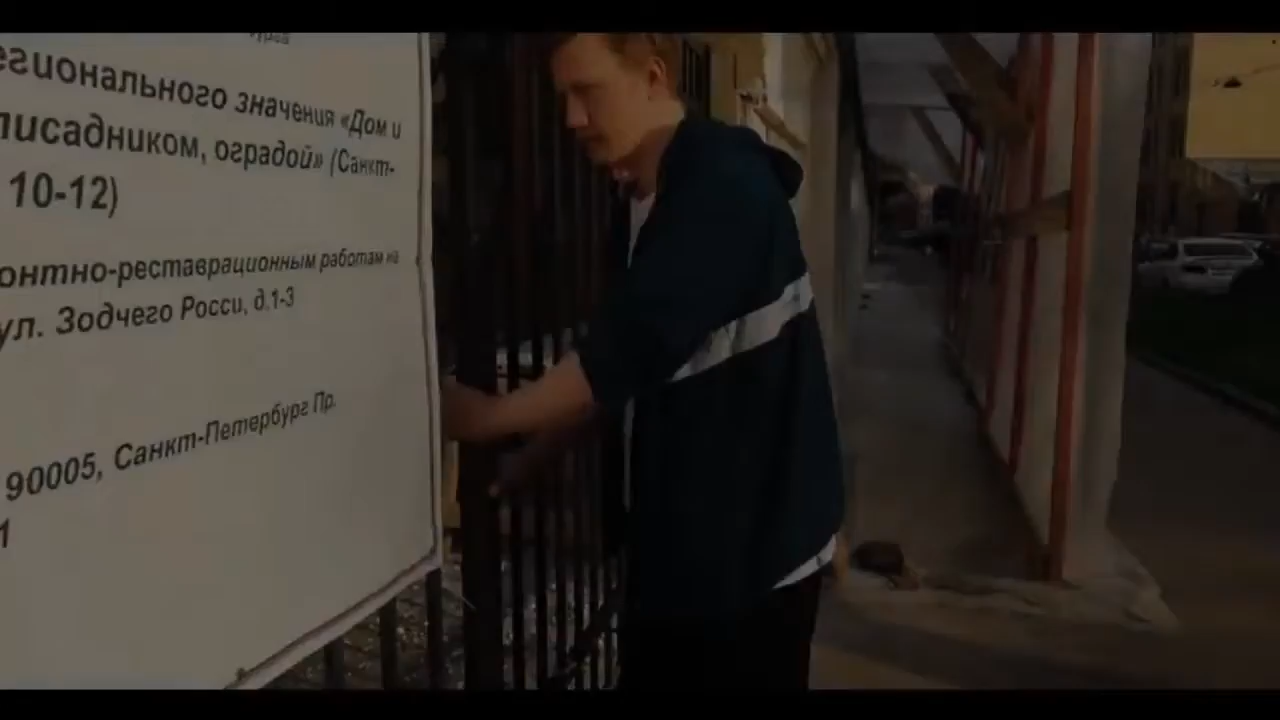 егионального значения «Дом и
лисадником, оградой» (Санкт-
10-12)
онтно-реставрационным работам на
ул. Зодчего Росси, д.1-3
90005, Санкт-Петербург Пр.
1